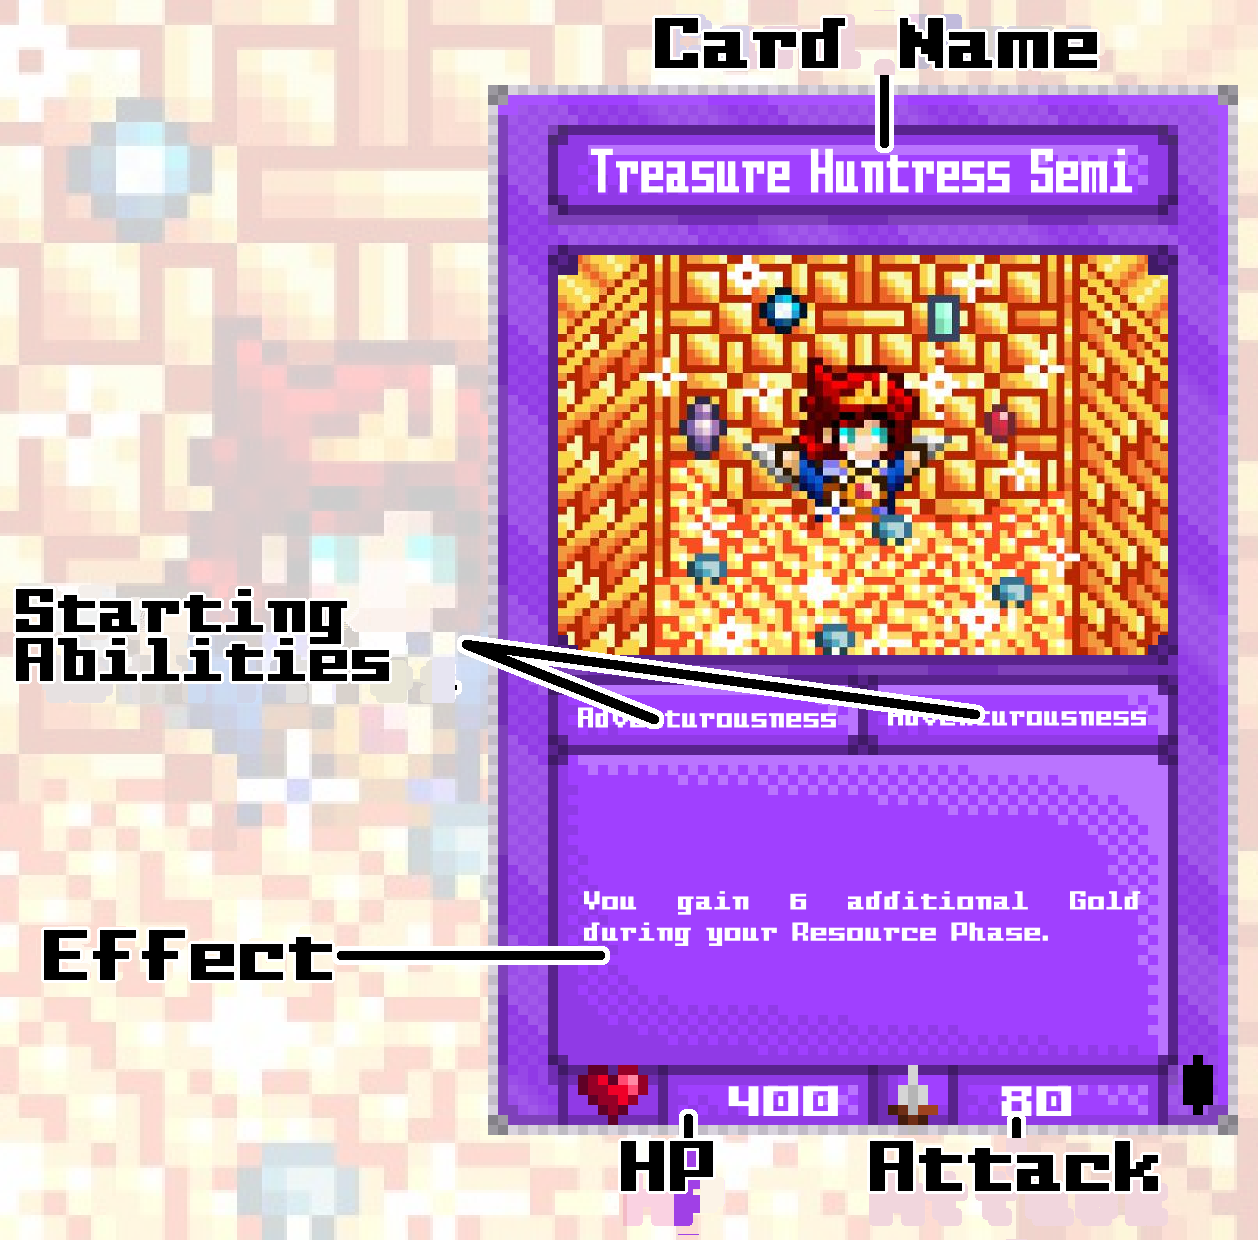 Card Name
Treasure Huntress Semi
Starting
Abilities
Adventurousness Adventurousness
You gain 6 additional Gold
during your Resource Phase.
Effect
400 80
HP Attack